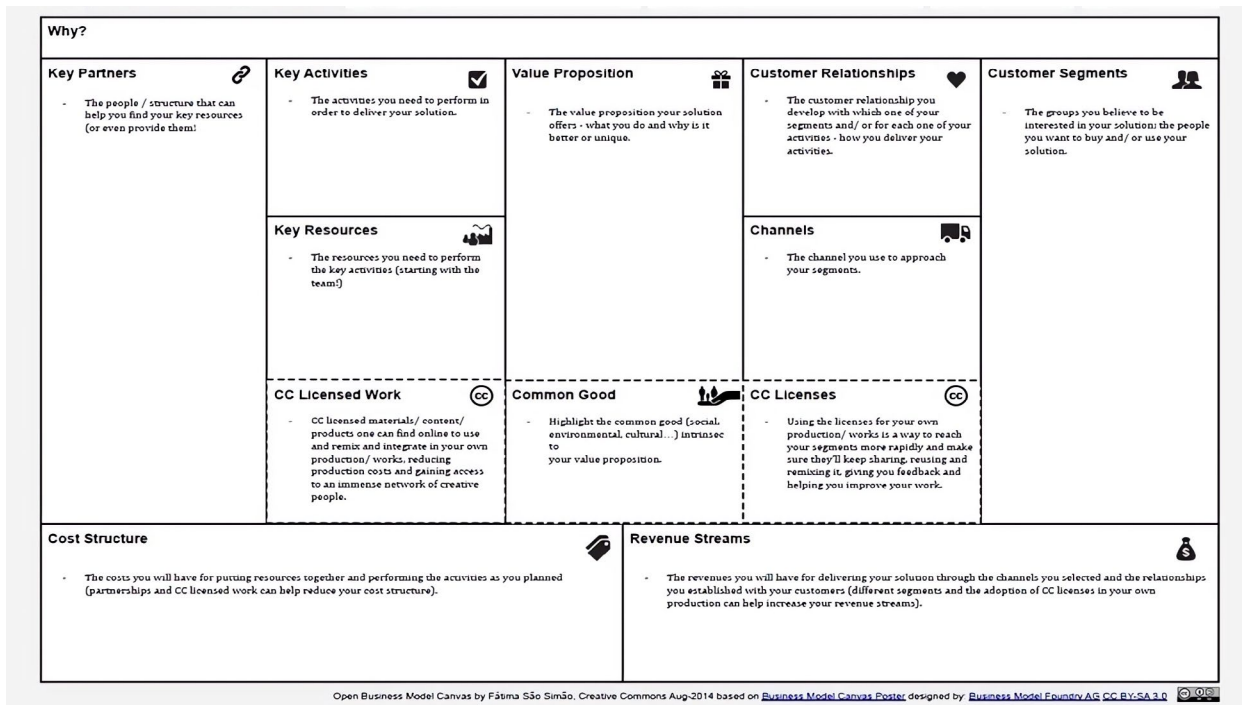 Why?
Key Partners
- The people / structure that can
help you find your key resources
(or even provide them!
Key Activities
- The activities you need to perform in
order to deliver your solution.
Value Proposition
- The value proposition your solution
offers - what you do and why is it
better or unique.
Customer Relationships
- The customer relationship you
develop with which one of your
segments and/ or for each one of your
activities - how you deliver your
activities.
Customer Segments
- The groups you believe to be
interested in your solution; the people
you want to buy and/ or use your
solution.
Key Resources
- The resources you need to perform
the key activities (starting with the
team!)
Channels
- The channel you use to approach
your segments.
CC Licensed Work
cc
- CC licensed materials/ content/
products one can find online to use
and remix and integrate in your own
production/ works, reducing
production costs and gaining access
to an immense network of creative
people.
Common Good
- Highlight the common good (social,
environmental, cultural...) intrinsec
to
your value proposition.
CC Licenses
cc
- Using the licenses for your own
production/ works is a way to reach
your segments more rapidly and make
sure they'll keep sharing, reusing and
remixing it, giving you feedback and
helping you improve your work.
Cost Structure
- The costs you will have for putting resources together and performing the activities as you planned
(partnerships and CC licensed work can help reduce your cost structure).
Revenue Streams
$
- The revenues you will have for delivering your solution through the channels you selected and the relationships
you established with your customers (different segments and the adoption of CC licenses in your own
production can help increase your revenue streams).
Open Business Model Canvas by Fátima São Simão, Creative Commons Aug-2014 based on Business Model Canvas Poster designed by: Business Model Foundry AG CC BY-SA 3.0